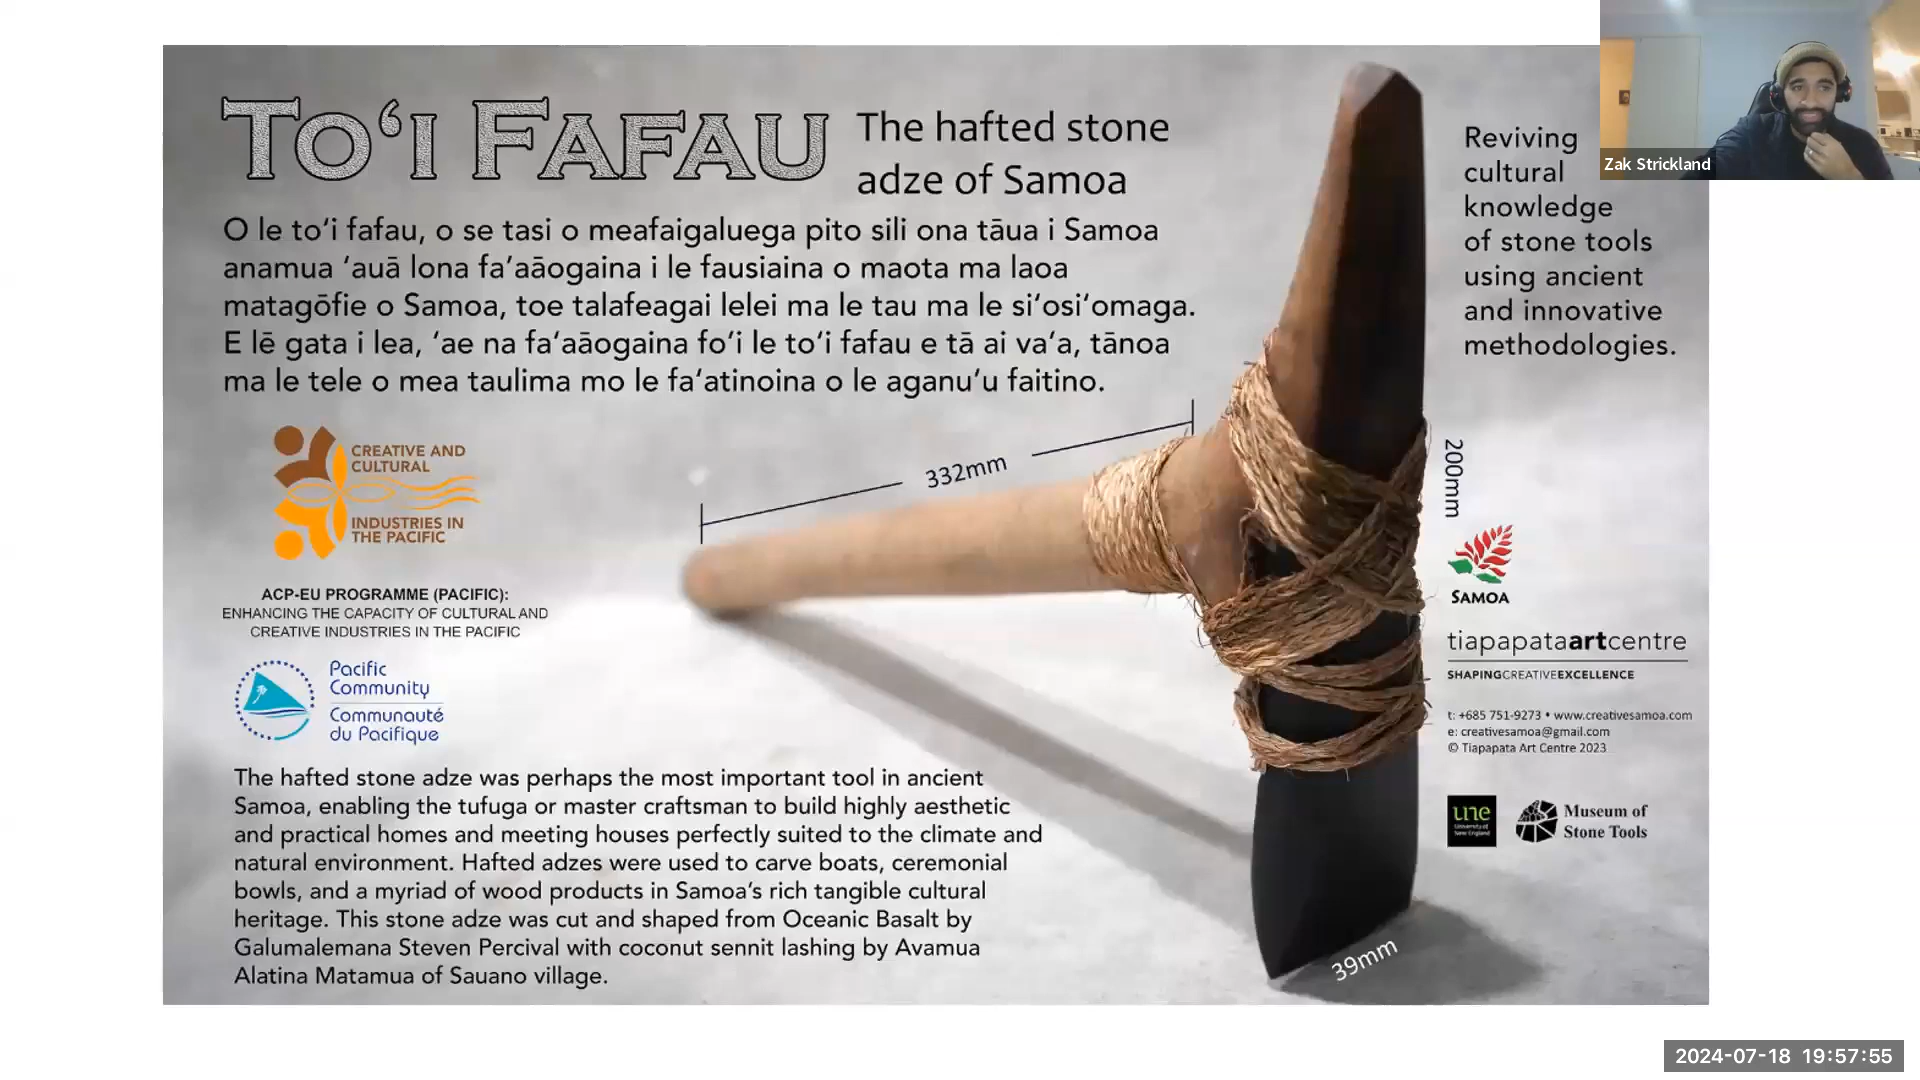 TO‘I FAFAU
The hafted stone
adze of Samoa
O le to‘i fafau, o se tasi o meafaigaluega pito sili ona tāua i Samoa
anamua ‘auā lona fa‘aāogaina i le fausiaina o maota ma laoa
matagōfie o Samoa, toe talafeagai lelei ma le tau ma le si‘osi‘omaga.
E lē gata i lea, ‘ae na fa‘aāogaina fo‘i le to‘i fafau e tā ai va‘a, tānoa
ma le tele o mea taulima mo le fa‘atinoina o le aganu‘u faitino.
Reviving
cultural
knowledge
of stone tools
using ancient
and innovative
methodologies.
Zak Strickland
332mm
200mm
39mm
CREATIVE AND
CULTURAL
INDUSTRIES IN
THE PACIFIC
ACP-EU PROGRAMME (PACIFIC):
ENHANCING THE CAPACITY OF CULTURAL AND
CREATIVE INDUSTRIES IN THE PACIFIC
Pacific
Community
Communauté
du Pacifique
The hafted stone adze was perhaps the most important tool in ancient
Samoa, enabling the tufuga or master craftsman to build highly aesthetic
and practical homes and meeting houses perfectly suited to the climate and
natural environment. Hafted adzes were used to carve boats, ceremonial
bowls, and a myriad of wood products in Samoa’s rich tangible cultural
heritage. This stone adze was cut and shaped from Oceanic Basalt by
Galumalemana Steven Percival with coconut sennit lashing by Avamua
Alatina Matamua of Sauano village.
SAMOA
tiapapataartcentre
SHAPINGCREATIVEEXCELLENCE
t: +685 751-9273 • www.creativesamoa.com
e: creativesamoa@gmail.com
© Tiapapata Art Centre 2023
une
University of
New England
Museum of
Stone Tools
2024-07-18 19:57:55